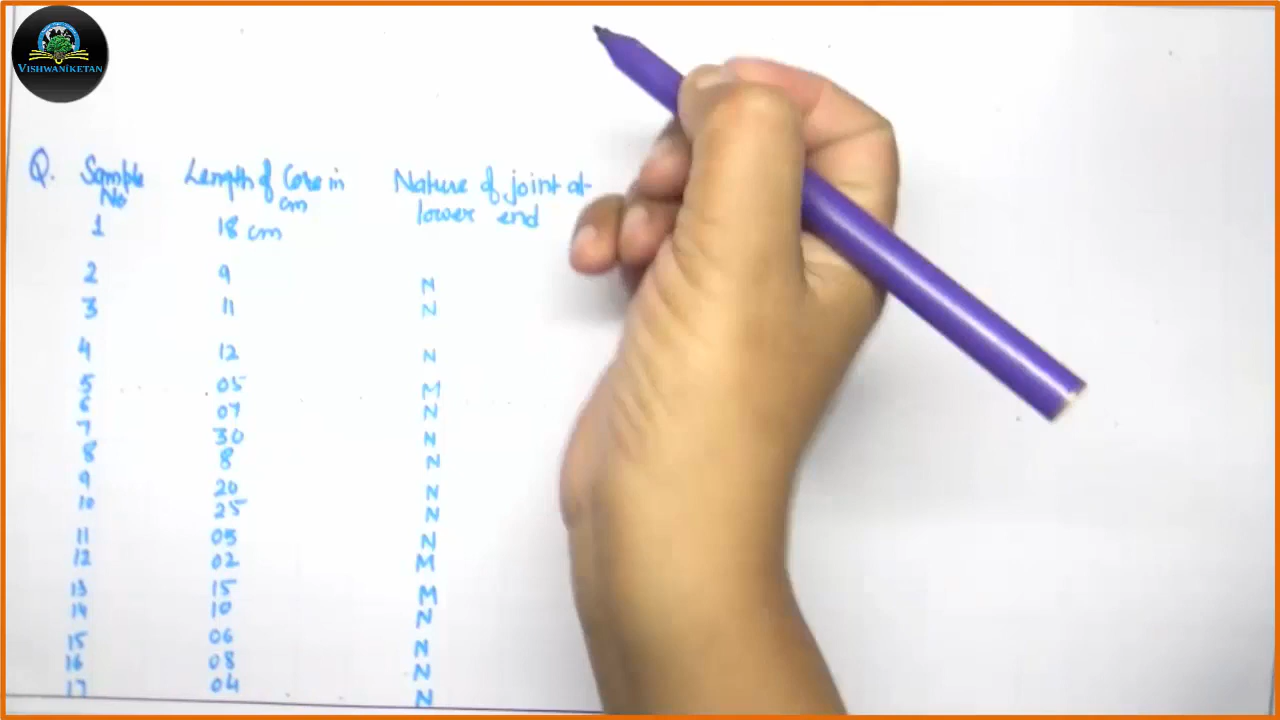 VISHWANIKETAN
Q. Sample No Length of Core in cm Nature of joint at lower end
1 18 cm
2 9 N
3 11 N
4 12 N
5 05 M
6 07 N
7 30 N
8 8 N
9 20 N
10 25 N
11 05 N
12 02 M
13 15 M
14 10 N
15 06 N
16 08 N
17 04 N